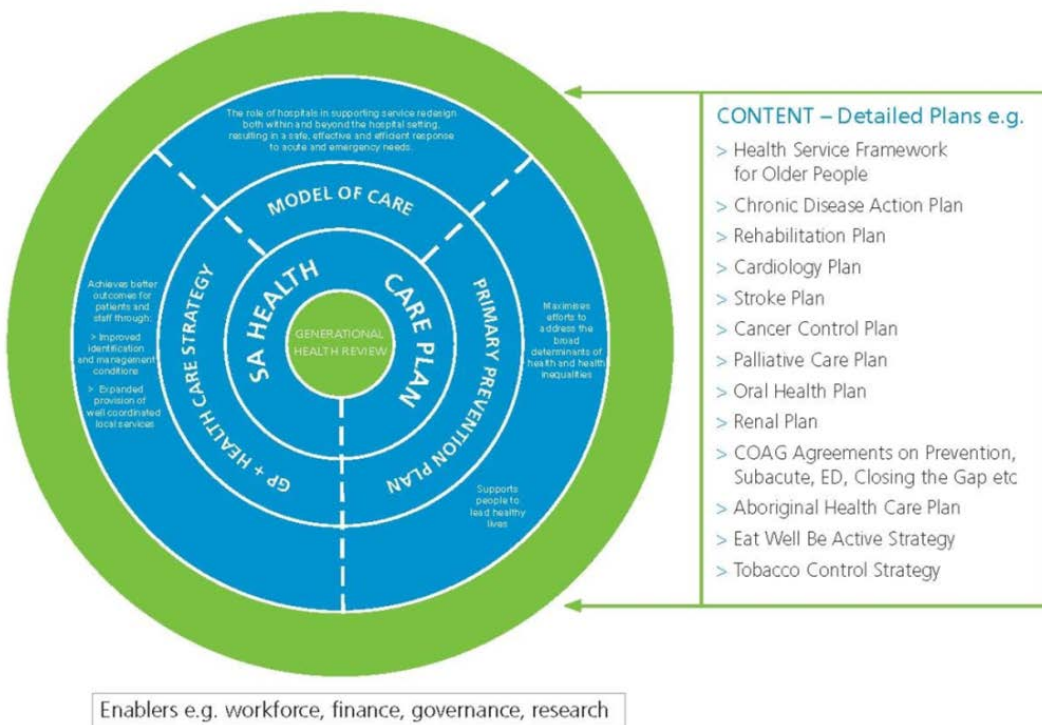 The role of hospitals in supporting service redesign
both within and beyond the hospital setting,
resulting in a safe, effective and efficient response
to acute and emergency needs.
MODEL OF CARE
GP + HEALTH CARE STRATEGY
PRIMARY PREVENTION PLAN
SA HEALTH
CARE PLAN
GENERATIONAL
HEALTH REVIEW
Achieves better
outcomes for
patients and
staff through:
> Improved
identification
and management
conditions
> Expanded
provision of
well coordinated
local services
Maximises
efforts to
address the
broad
determinants of
health and health
inequalities
Supports
people to
lead healthy
lives
CONTENT – Detailed Plans e.g.
> Health Service Framework
for Older People
> Chronic Disease Action Plan
> Rehabilitation Plan
> Cardiology Plan
> Stroke Plan
> Cancer Control Plan
> Palliative Care Plan
> Oral Health Plan
> Renal Plan
> COAG Agreements on Prevention,
Subacute, ED, Closing the Gap etc
> Aboriginal Health Care Plan
> Eat Well Be Active Strategy
> Tobacco Control Strategy
Enablers e.g. workforce, finance, governance, research